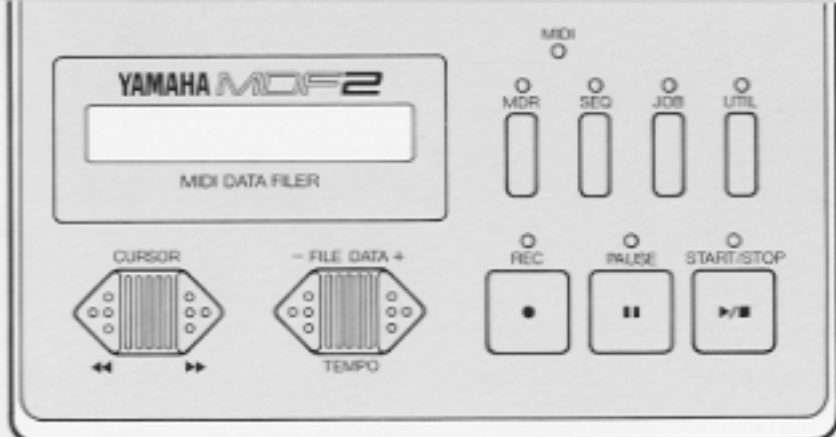 MIDI
YAMAHA MDF2
MDR SEQ JOB UTIL
MIDI DATA FILER
CURSOR
- FILE DATA +
REC PAUSE START/STOP
TEMPO